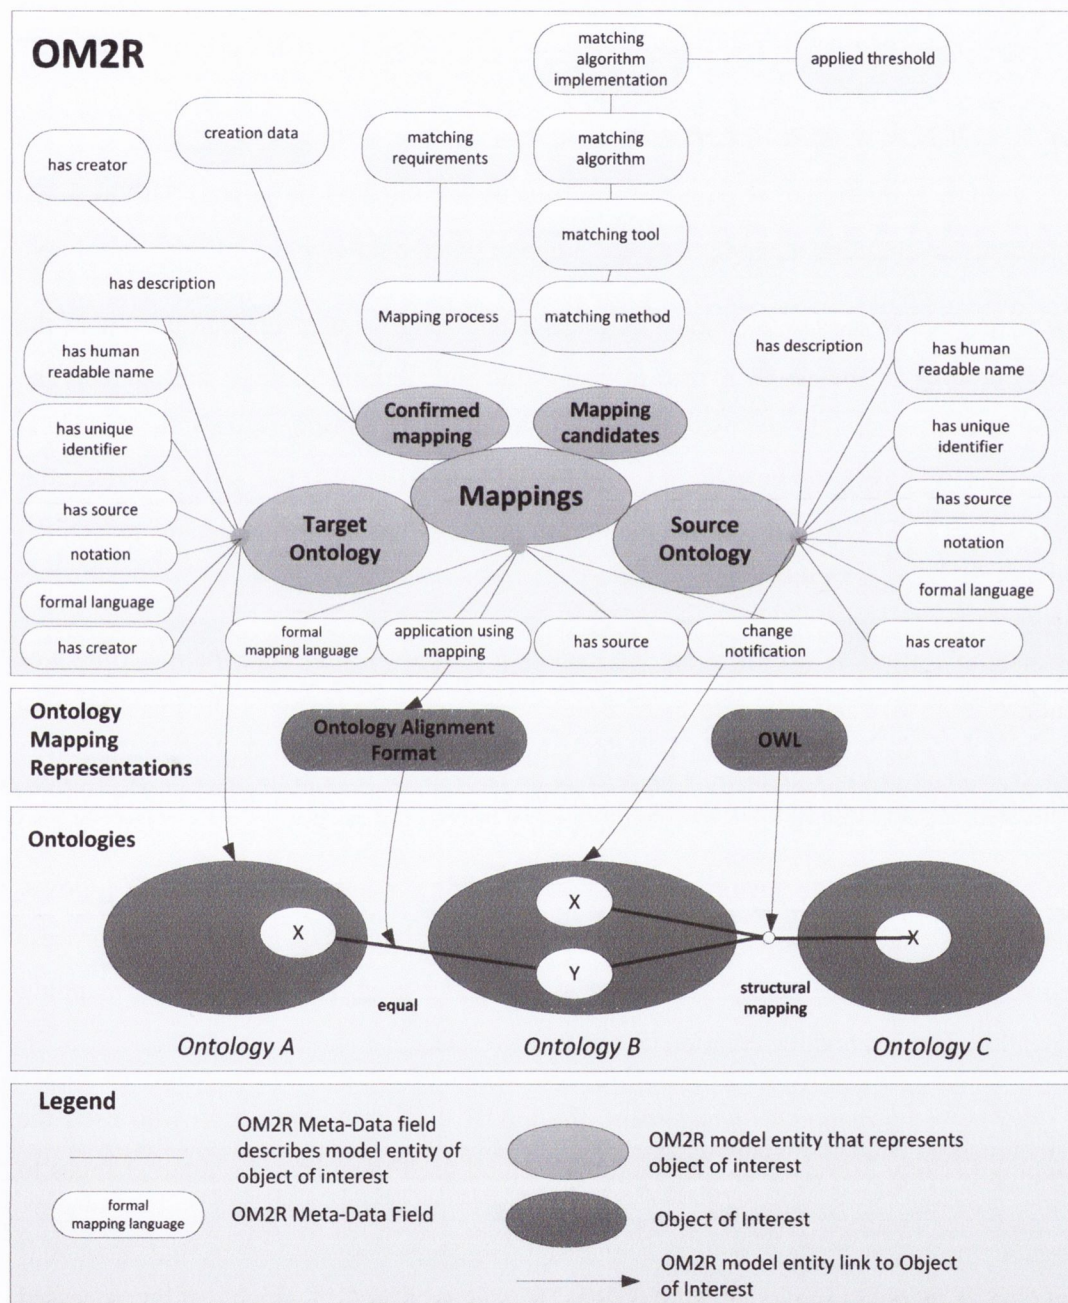 OM2R
matching
algorithm
implementation
applied threshold
creation data
matching
requirements
matching
algorithm
has creator
matching tool
has description
Mapping process
matching method
has description
has human
readable name
has human
readable name
Confirmed
mapping
Mapping
candidates
has unique
identifier
has unique
identifier
Mappings
has source
has source
Target
Ontology
Source
Ontology
notation
notation
formal language
formal language
has creator
formal
mapping language
application using
mapping
has source
change
notification
has creator
Ontology
Mapping
Representations
Ontology Alignment
Format
OWL
Ontologies
X
X
Y
X
equal
structural
mapping
Ontology A
Ontology B
Ontology C
Legend
OM2R Meta-Data field
describes model entity of
object of interest
OM2R model entity that represents
object of interest
formal
mapping language
OM2R Meta-Data Field
Object of Interest
OM2R model entity link to Object
of Interest